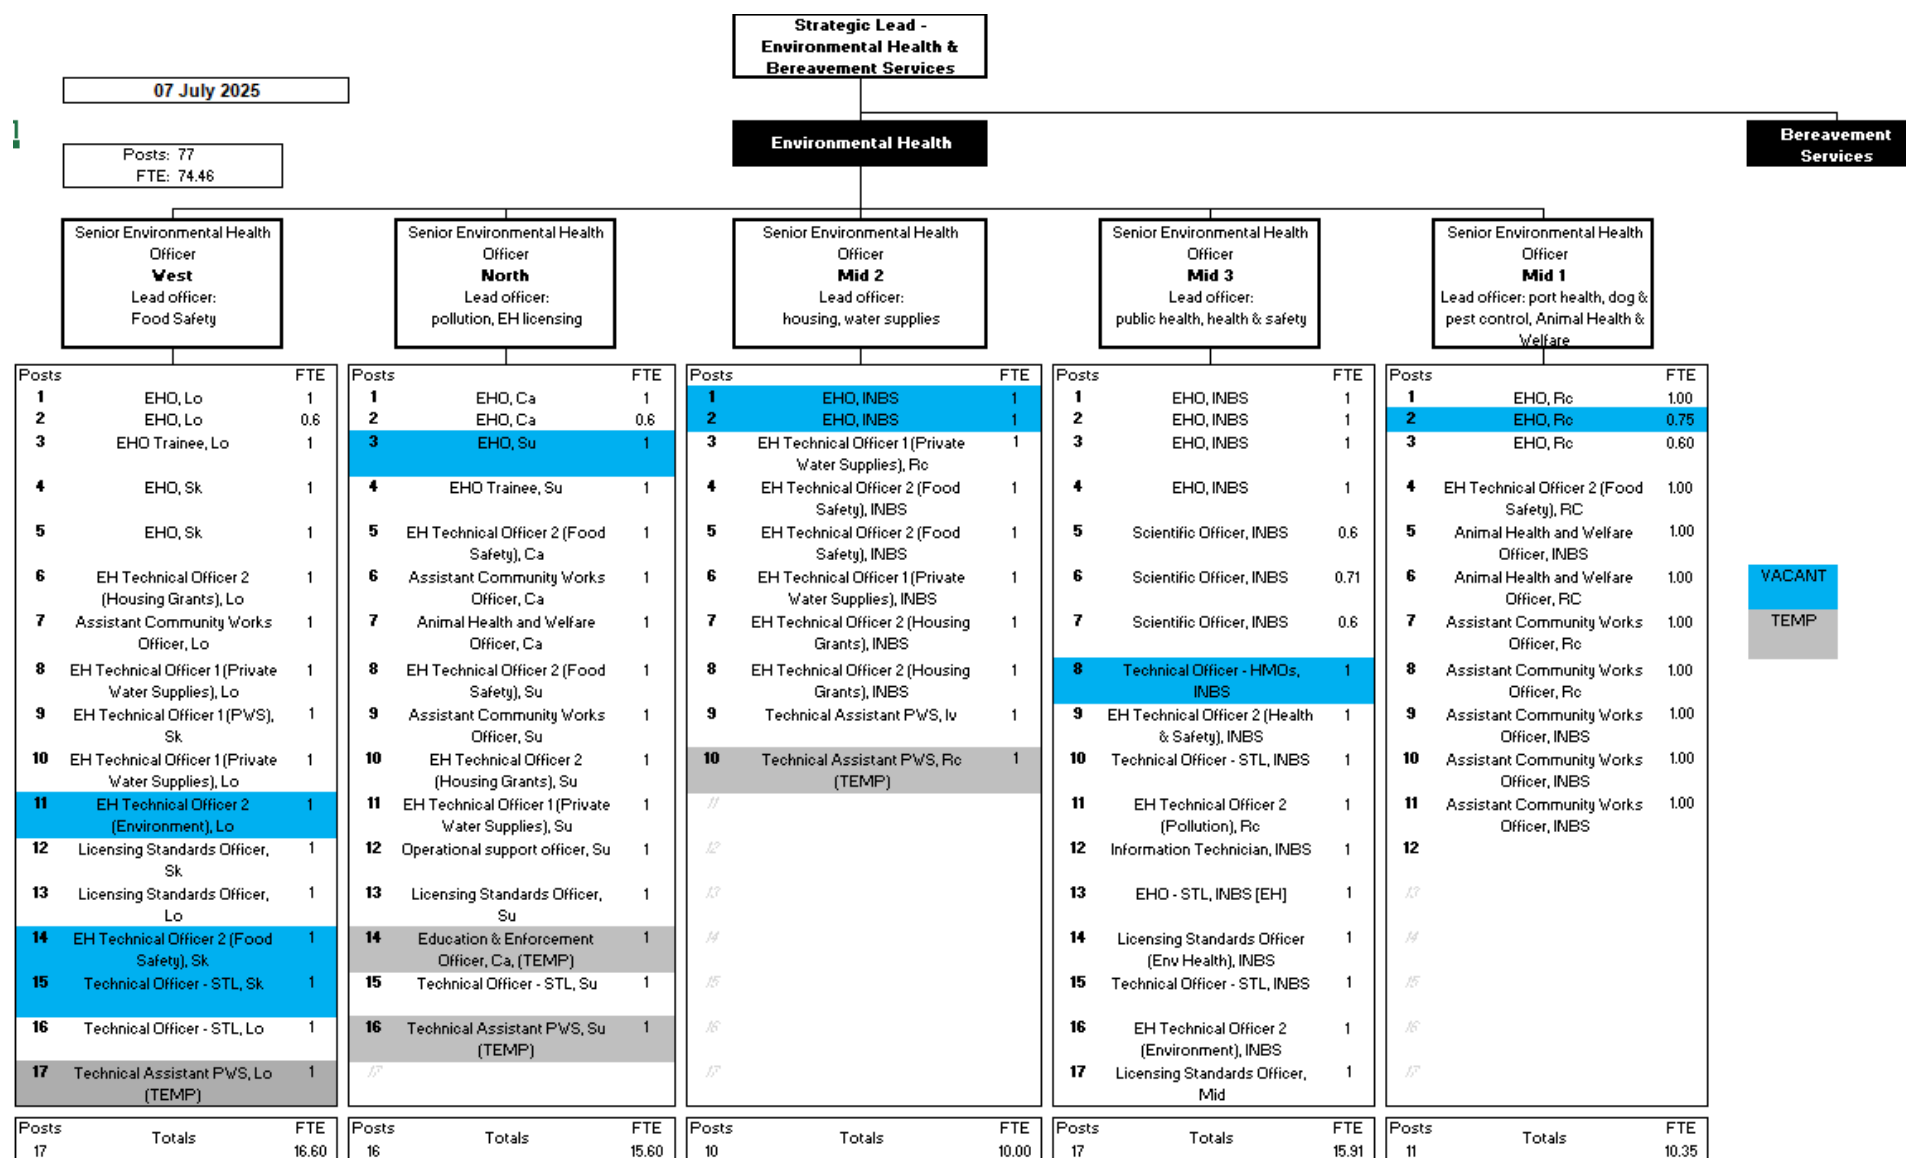 Strategic Lead -
Environmental Health &
Bereavement Services
07 July 2025
Posts: 77
FTE: 74.46
Environmental Health
Bereavement
Services
Senior Environmental Health
Officer
West
Lead officer:
Food Safety
Senior Environmental Health
Officer
North
Lead officer:
pollution, EH licensing
Senior Environmental Health
Officer
Mid 2
Lead officer:
housing, water supplies
Senior Environmental Health
Officer
Mid 3
Lead officer:
public health, health & safety
Senior Environmental Health
Officer
Mid 1
Lead officer: port health, dog &
pest control, Animal Health &
Welfare
Posts FTE
1 EHO, Lo 1
2 EHO, Lo 0.6
3 EHO Trainee, Lo 1
4 EHO, Sk 1
5 EHO, Sk 1
6 EH Technical Officer 2 1
(Housing Grants), Lo
7 Assistant Community Works 1
Officer, Lo
8 EH Technical Officer 1 (Private 1
Water Supplies), Lo
9 EH Technical Officer 1 (PWS), 1
Sk
10 EH Technical Officer 1 (Private 1
Water Supplies), Lo
11 EH Technical Officer 2 1
(Environment), Lo
12 Licensing Standards Officer, 1
Sk
13 Licensing Standards Officer, 1
Lo
14 EH Technical Officer 2 (Food 1
Safety), Sk
15 Technical Officer - STL, Sk 1
16 Technical Officer - STL, Lo 1
17 Technical Assistant PWS, Lo 1
(TEMP)
Posts Totals FTE
17 16.60
Posts FTE
1 EHO, Ca 1
2 EHO, Ca 0.6
3 EHO, Su 1
4 EHO Trainee, Su 1
5 EH Technical Officer 2 (Food 1
Safety), Ca
6 Assistant Community Works 1
Officer, Ca
7 Animal Health and Welfare 1
Officer, Ca
8 EH Technical Officer 2 (Food 1
Safety), Su
9 Assistant Community Works 1
Officer, Su
10 EH Technical Officer 2 1
(Housing Grants), Su
11 EH Technical Officer 1 (Private 1
Water Supplies), Su
12 Operational support officer, Su 1
13 Licensing Standards Officer, 1
Su
14 Education & Enforcement 1
Officer, Ca, (TEMP)
15 Technical Officer - STL, Su 1
16 Technical Assistant PWS, Su 1
(TEMP)
17
Posts Totals FTE
16 15.60
Posts FTE
1 EHO, INBS 1
2 EHO, INBS 1
3 EH Technical Officer 1 (Private 1
Water Supplies), Rc
4 EH Technical Officer 2 (Food 1
Safety), INBS
5 EH Technical Officer 2 (Food 1
Safety), INBS
6 EH Technical Officer 1 (Private 1
Water Supplies), INBS
7 EH Technical Officer 2 (Housing 1
Grants), INBS
8 EH Technical Officer 2 (Housing 1
Grants), INBS
9 Technical Assistant PWS, Iv 1
10 Technical Assistant PWS, Rc 1
(TEMP)
11
12
13
14
15
16
17
Posts Totals FTE
10 10.00
Posts FTE
1 EHO, INBS 1
2 EHO, INBS 1
3 EHO, INBS 1
4 EHO, INBS 1
5 Scientific Officer, INBS 0.6
6 Scientific Officer, INBS 0.71
7 Scientific Officer, INBS 0.6
8 Technical Officer - HMOs, 1
INBS
9 EH Technical Officer 2 (Health 1
& Safety), INBS
10 Technical Officer - STL, INBS 1
11 EH Technical Officer 2 1
(Pollution), Rc
12 Information Technician, INBS 1
13 EHO - STL, INBS [EH] 1
14 Licensing Standards Officer 1
(Env Health), INBS
15 Technical Officer - STL, INBS 1
16 EH Technical Officer 2 1
(Environment), INBS
17 Licensing Standards Officer, 1
Mid
Posts Totals FTE
17 15.91
Posts FTE
1 EHO, Rc 1.00
2 EHO, Rc 0.75
3 EHO, Rc 0.60
4 EH Technical Officer 2 (Food 1.00
Safety), RC
5 Animal Health and Welfare 1.00
Officer, INBS
6 Animal Health and Welfare 1.00
Officer, RC
7 Assistant Community Works 1.00
Officer, Rc
8 Assistant Community Works 1.00
Officer, Rc
9 Assistant Community Works 1.00
Officer, INBS
10 Assistant Community Works 1.00
Officer, INBS
11 Assistant Community Works 1.00
Officer, INBS
12
13
14
15
16
17
Posts Totals FTE
11 10.35
VACANT
TEMP